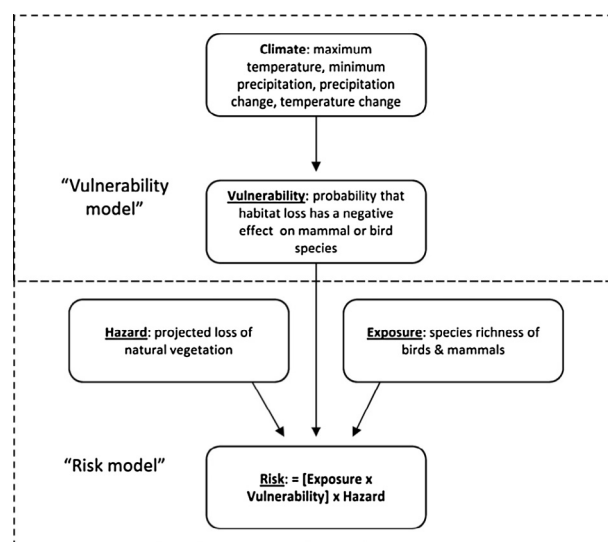 Climate: maximum
temperature, minimum
precipitation, precipitation
change, temperature change
“Vulnerability
model”
Vulnerability: probability that
habitat loss has a negative
effect on mammal or bird
species
Hazard: projected loss of
natural vegetation
Exposure: species richness of
birds & mammals
“Risk model”
Risk: = [Exposure x
Vulnerability] x Hazard